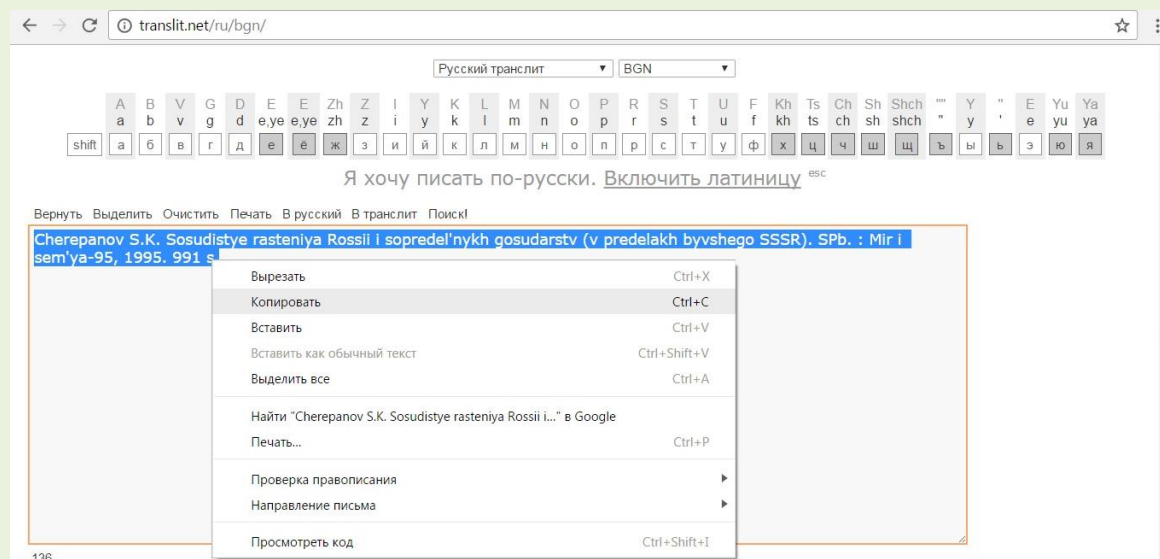 translit.net/ru/bgn/
Русский транслит BGN
A B V G D E E Zh Z I Y K L M N O P R S T U F Kh Ts Ch Sh Shch "" Y " E Yu Ya
a b v g d e,ye e,ye zh z i y k l m n o p r s t u f kh ts ch sh shch " y ' e yu ya
shift а б в г д е ё ж з и й к л м н о п р с т у ф х ц ч ш щ ъ ы ь э ю я
Я хочу писать по-русски. Включить латиницу esc
Вернуть Выделить Очистить Печать В русский В транслит Поиск!
Cherepanov S.K. Sosudistye rasteniya Rossii i sopredel'nykh gosudarstv (v predelakh byvshego SSSR). SPb. : Mir i
sem'ya-95, 1995. 991 s.
Вырезать Ctrl+X
Копировать Ctrl+C
Вставить Ctrl+V
Вставить как обычный текст Ctrl+Shift+V
Выделить все Ctrl+A
Найти "Cherepanov S.K. Sosudistye rasteniya Rossii i..." в Google
Печать... Ctrl+P
Проверка правописания
Направление письма
Просмотреть код Ctrl+Shift+I
136